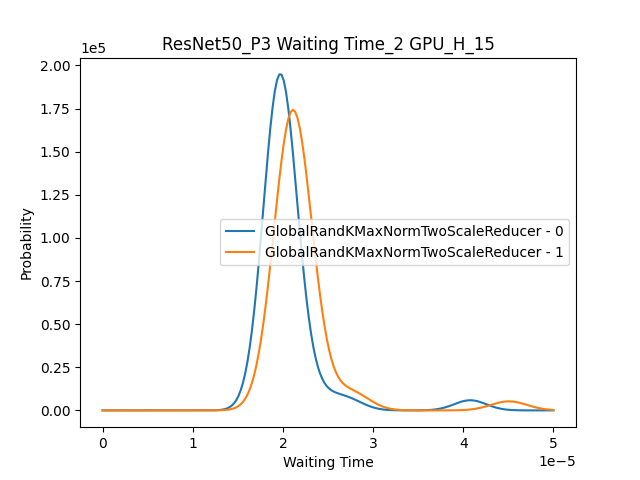 ResNet50_P3 Waiting Time_2 GPU_H_15
1e5
2.00
1.75
1.50
1.25
1.00
0.75
0.50
0.25
0.00
Probability
GlobalRandKMaxNormTwoScaleReducer - 0
GlobalRandKMaxNormTwoScaleReducer - 1
0 1 2 3 4 5
Waiting Time
1e−5